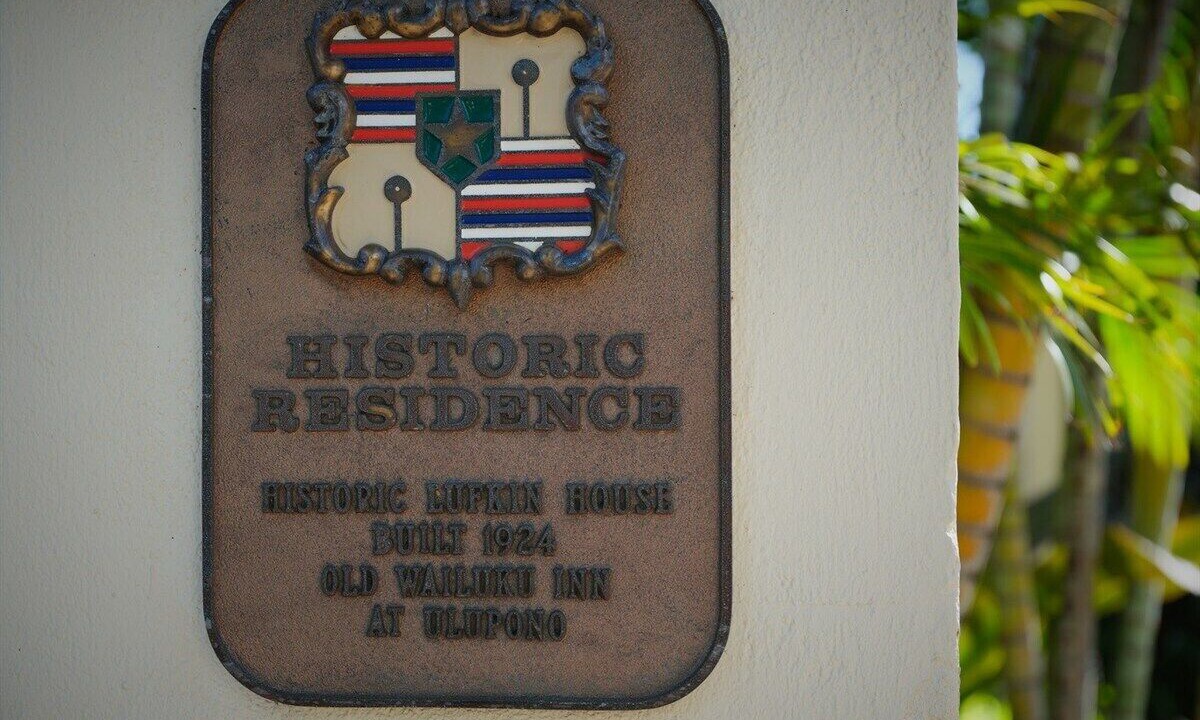 HISTORIC
RESIDENCE
HISTORIC LUFKIN HOUSE
BUILT 1924
OLD WAILUKU INN
AT ULUPONO